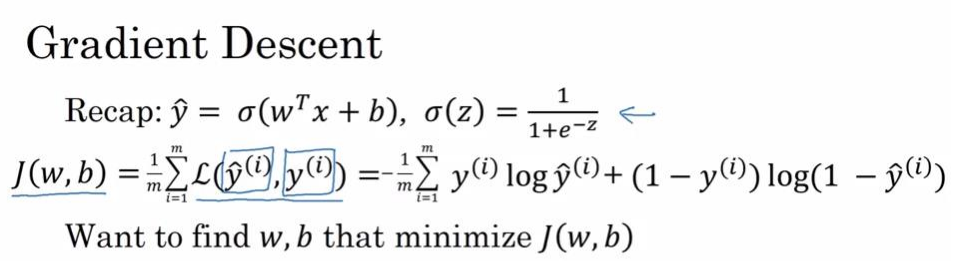 Gradient Descent
Recap: ŷ = σ(wᵀx + b), σ(z) = 1/(1+e⁻ᶻ) ←
J(w, b) = 1/m ∑ᵢ₌₁ᵐ ℒ(ŷ⁽ⁱ⁾, y⁽ⁱ⁾) = −1/m ∑ᵢ₌₁ᵐ y⁽ⁱ⁾ log ŷ⁽ⁱ⁾ + (1 − y⁽ⁱ⁾) log(1 − ŷ⁽ⁱ⁾)
Want to find w, b that minimize J(w, b)